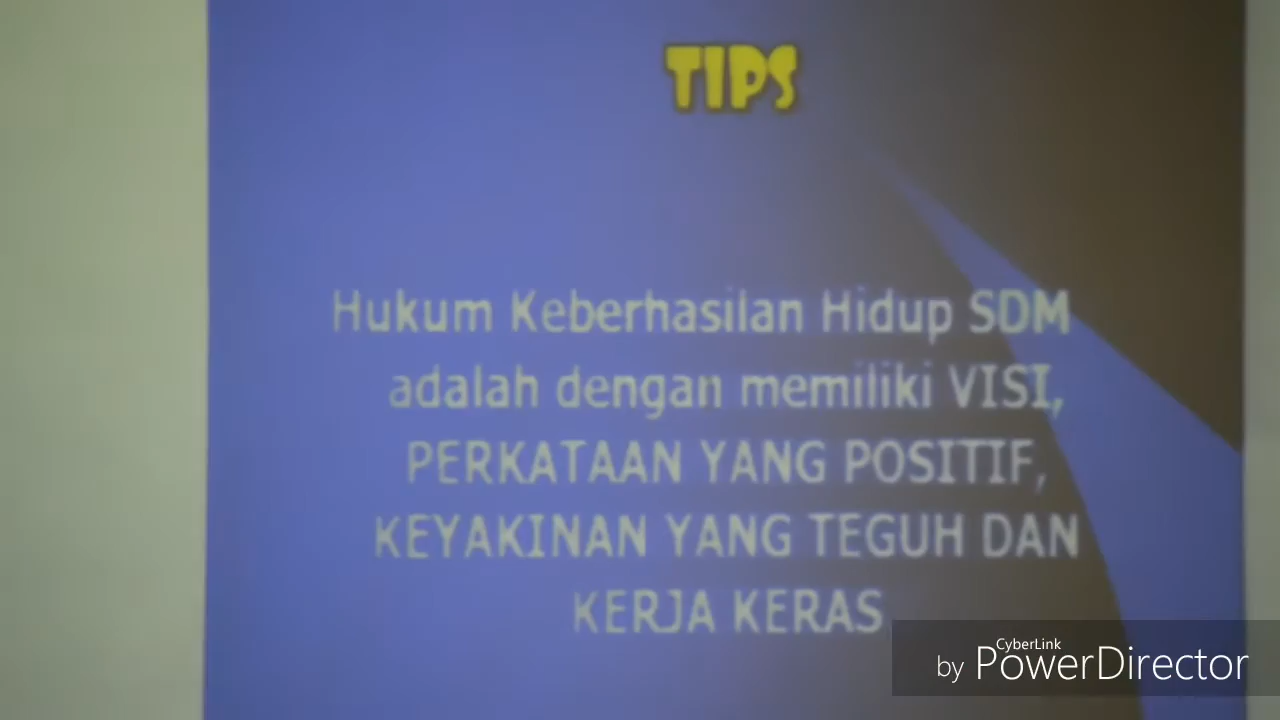 TIPS
Hukum Keberhasilan Hidup SDM
adalah dengan memiliki VISI,
PERKATAAN YANG POSITIF,
KEYAKINAN YANG TEGUH DAN
KERJA KERAS
CyberLink
by PowerDirector